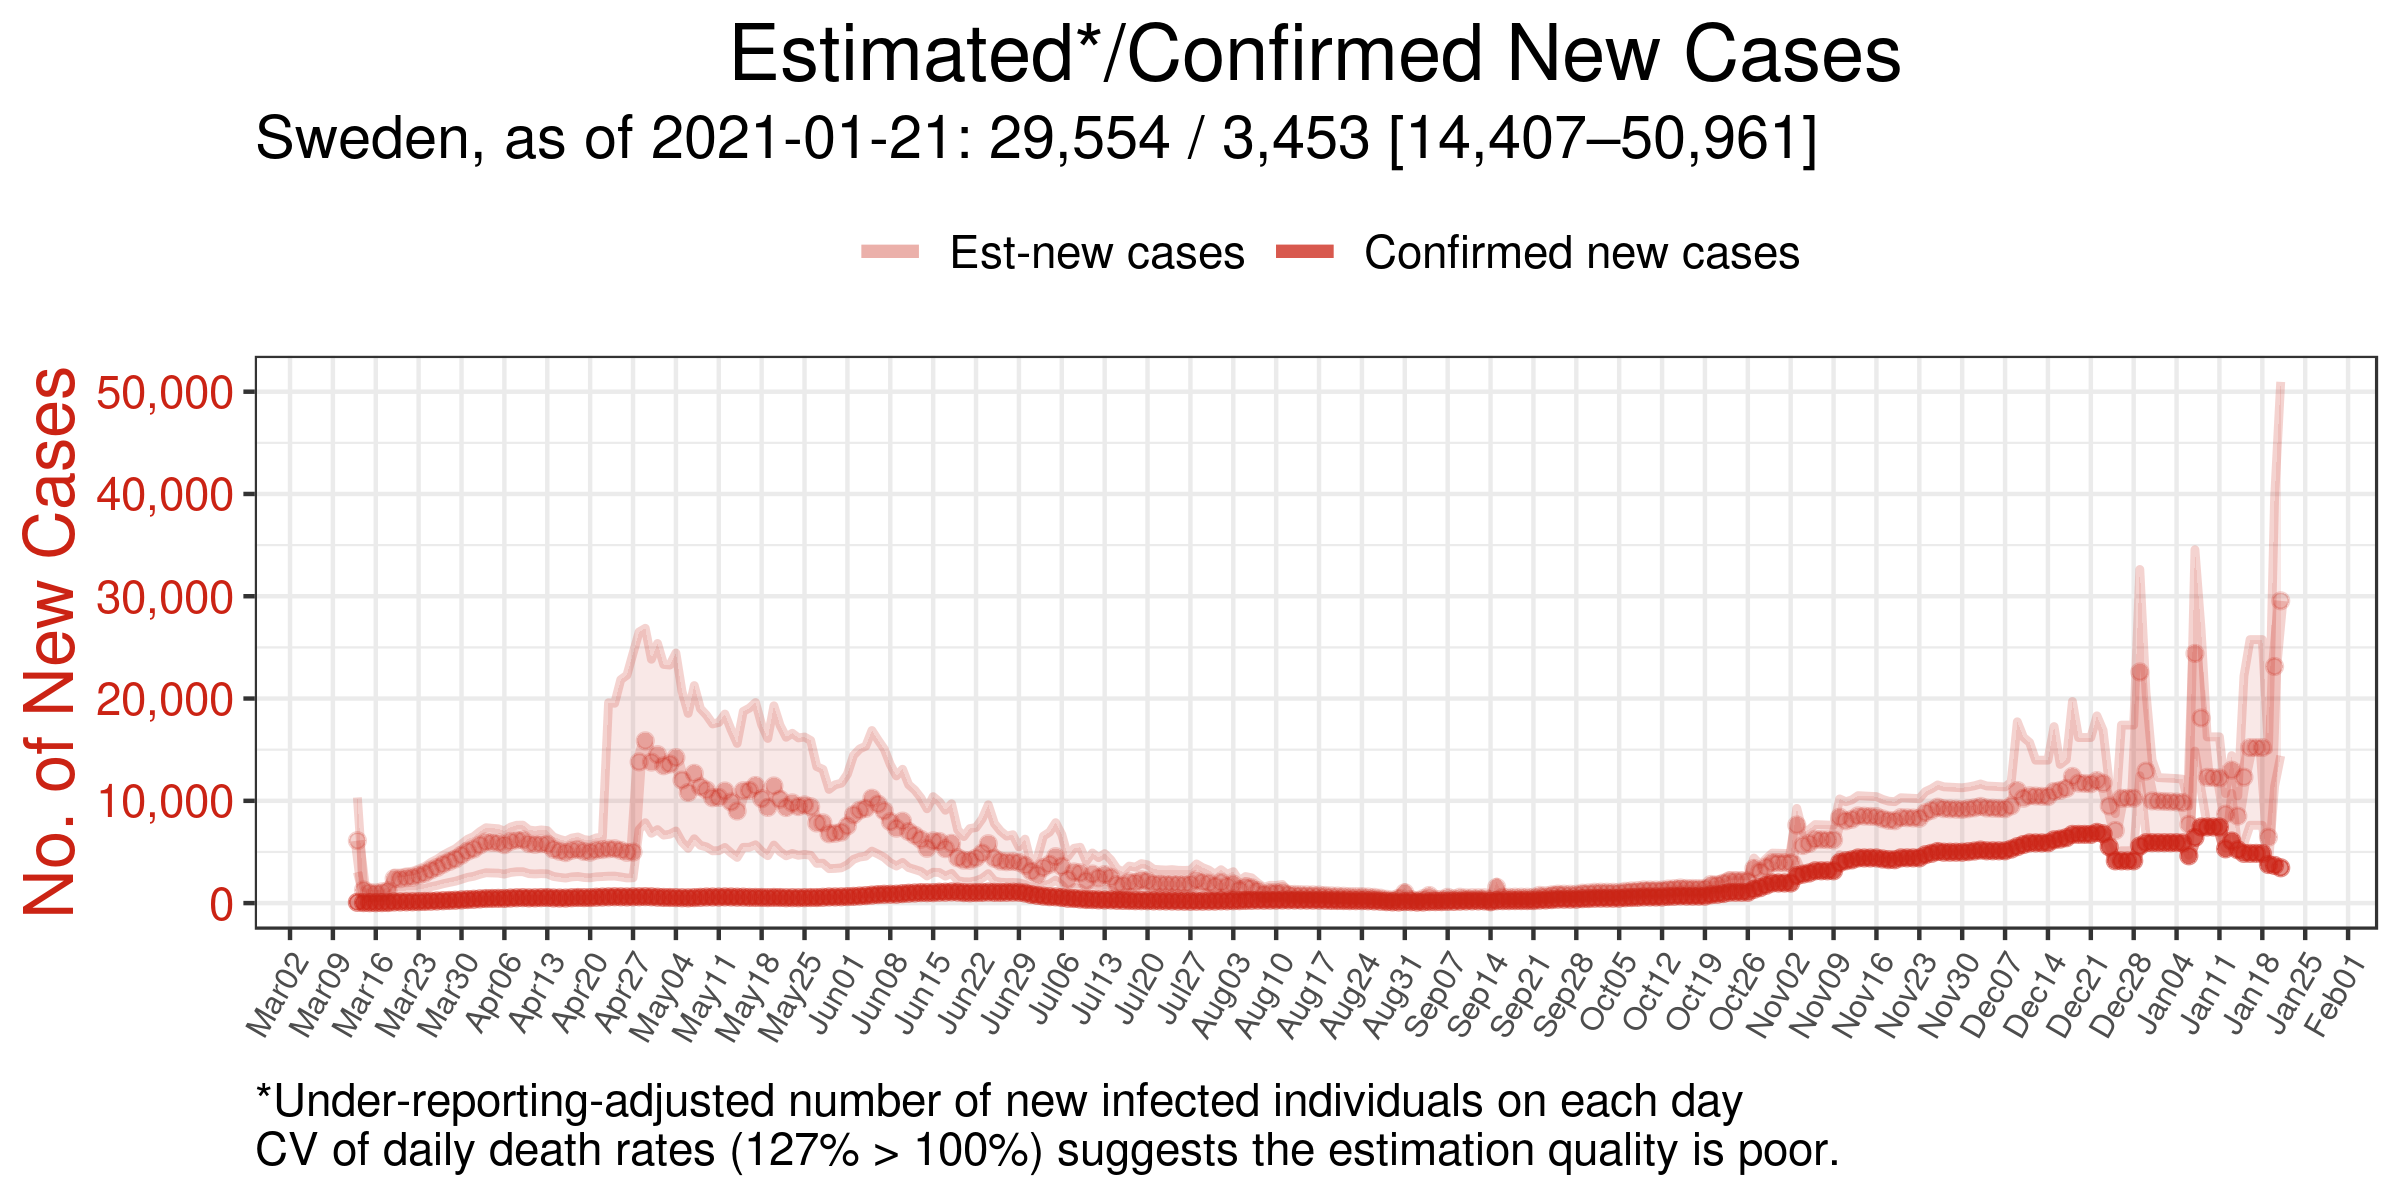 Estimated*/Confirmed New Cases
Sweden, as of 2021-01-21: 29,554 / 3,453 [14,407–50,961]
Est-new cases
Confirmed new cases
No. of New Cases
50,000
40,000
30,000
20,000
10,000
0
Mar02
Mar09
Mar16
Mar23
Mar30
Apr06
Apr13
Apr20
Apr27
May04
May11
May18
May25
Jun01
Jun08
Jun15
Jun22
Jun29
Jul06
Jul13
Jul20
Jul27
Aug03
Aug10
Aug17
Aug24
Aug31
Sep07
Sep14
Sep21
Sep28
Oct05
Oct12
Oct19
Oct26
Nov02
Nov09
Nov16
Nov23
Nov30
Dec07
Dec14
Dec21
Dec28
Jan04
Jan11
Jan18
Jan25
Feb01
*Under-reporting-adjusted number of new infected individuals on each day
CV of daily death rates (127% > 100%) suggests the estimation quality is poor.